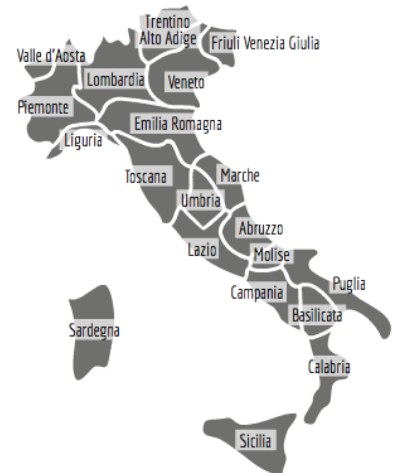 Trentino
Alto Adige
Friuli Venezia Giulia
Valle d'Aosta
Lombardia
Veneto
Piemonte
Emilia Romagna
Liguria
Toscana
Marche
Umbria
Abruzzo
Lazio
Molise
Puglia
Campania
Basilicata
Sardegna
Calabria
Sicilia